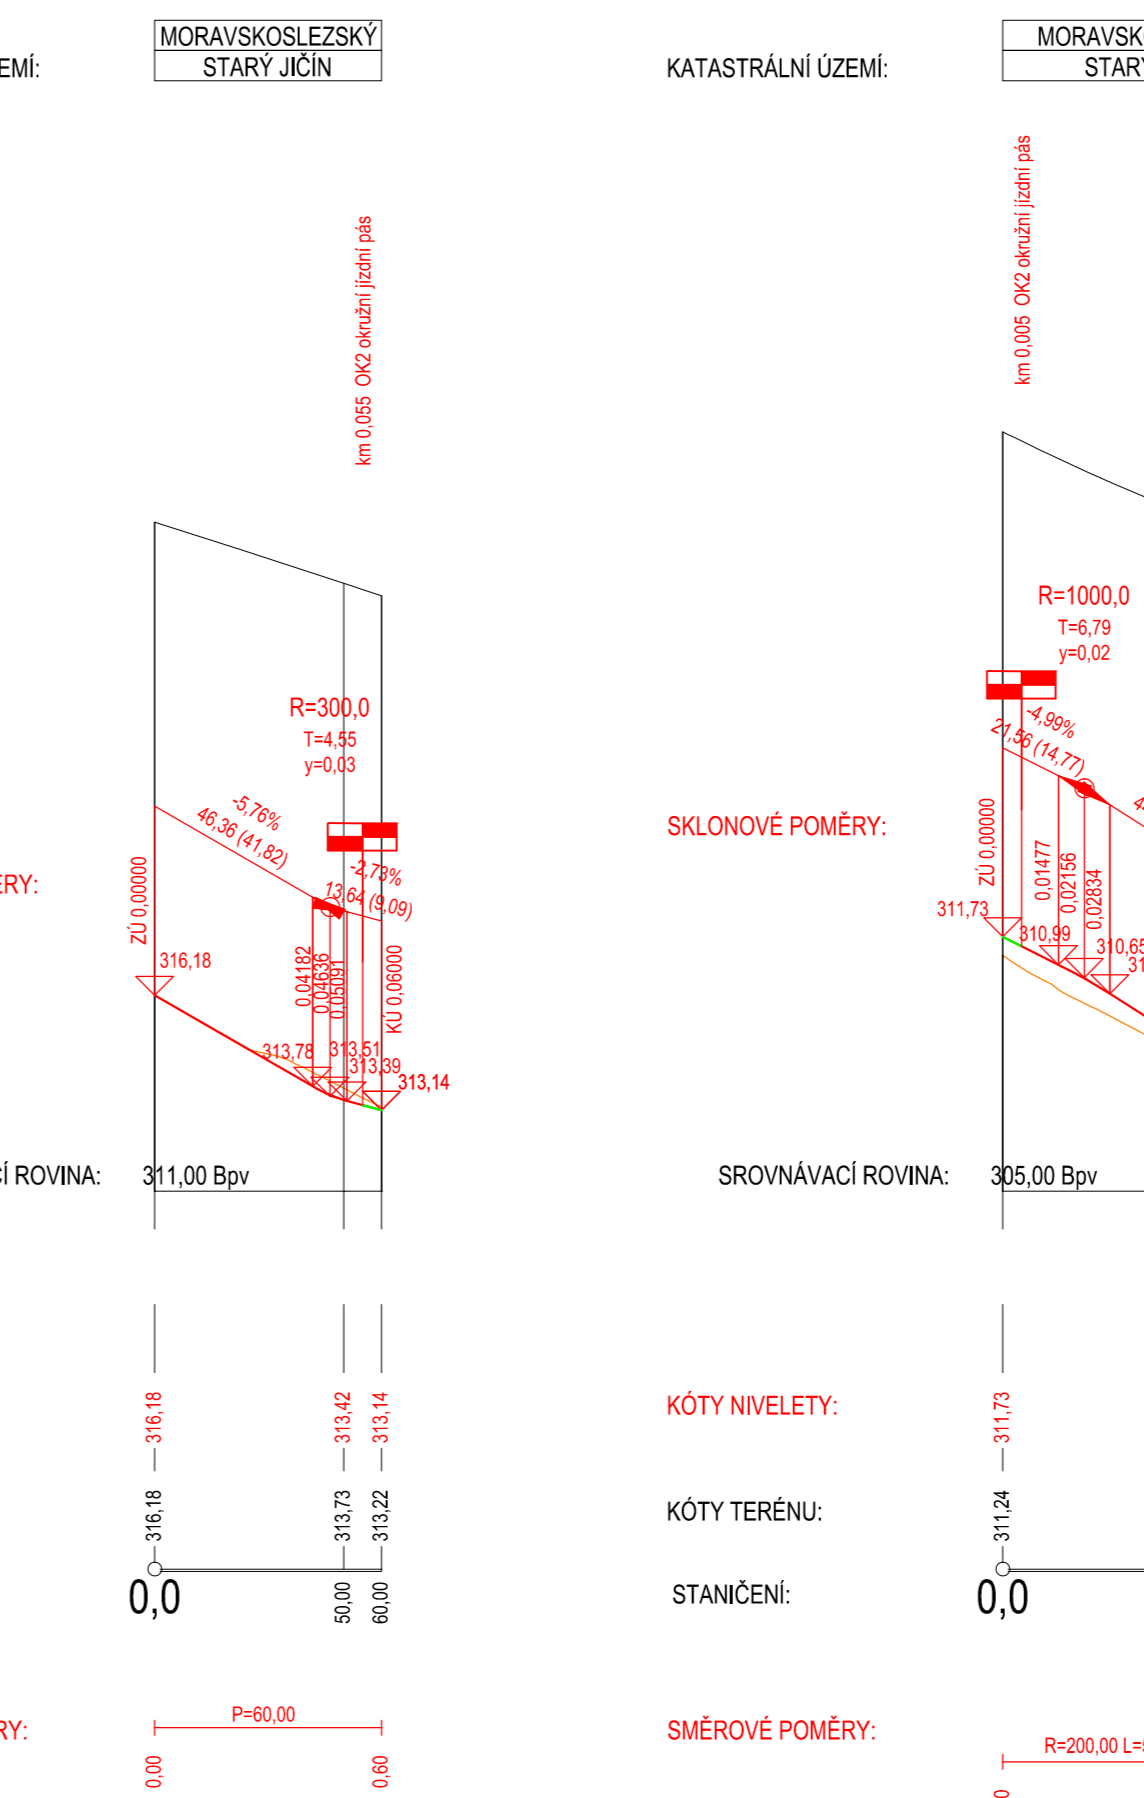 MORAVSKOSLEZSKÝ
STARÝ JIČÍN
EMÍ:
km 0,055 OK2 okružní jízdní pás
R=300,0
T=4,55
y=0,03
-5,76%
46,36 (41,82)
-2,73%
13,64 (9,09)
ERY:
ZÚ 0,00000
316,18
0,04182
0,04636
0,05091
KÚ 0,06000
313,78
313,51
313,39
313,14
CÍ ROVINA:
311,00 Bpv
316,18
313,42
313,14
316,18
313,73
313,22
0,0
50,00
60,00
RY:
P=60,00
0,00
0,60
MORAVSK
STARÝ
KATASTRÁLNÍ ÚZEMÍ:
km 0,005 OK2 okružní jízdní pás
R=1000,0
T=6,79
y=0,02
-4,99%
21,56 (14,77)
SKLONOVÉ POMĚRY:
ZÚ 0,00000
0,01477
0,02156
0,02834
311,73
310,99
310,65
SROVNÁVACÍ ROVINA:
305,00 Bpv
KÓTY NIVELETY:
311,73
KÓTY TERÉNU:
311,24
STANIČENÍ:
0,0
SMĚROVÉ POMĚRY:
R=200,00 L=